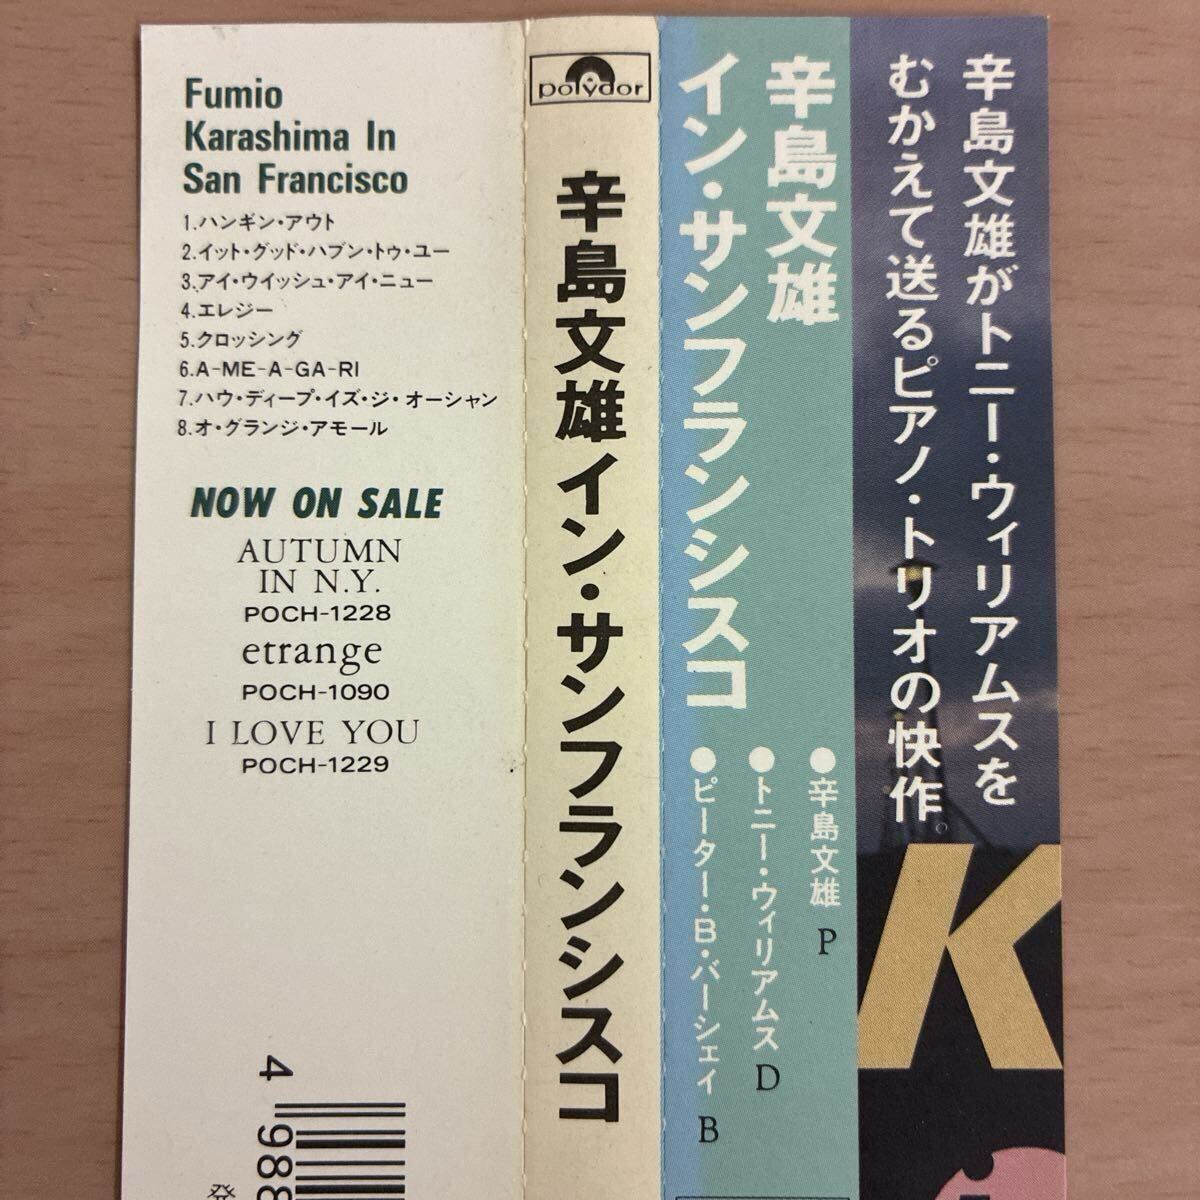 Fumio
Karashima In
San Francisco
1.ハンギン・アウト
2.イット・グッド・ハブン・トゥ・ユー
3.アイ・ウイッシュ・アイ・ニュー
4.エレジー
5.クロッシング
6.A-ME-A-GA-RI
7.ハウ・ディープ・イズ・ジ・オーシャン
8.オ・グランジ・アモール
NOW ON SALE
AUTUMN
IN N.Y.
POCH-1228
etrange
POCH-1090
I LOVE YOU
POCH-1229
4 988
発
polydor
辛島文雄イン・サンフランシスコ
辛島文雄
イン・サンフランシスコ
●辛島文雄 P
●トニー・ウィリアムス D
●ピーター・B・バーシェイ B
辛島文雄がトニー・ウィリアムスを
むかえて送るピアノ・トリオの快作。
K